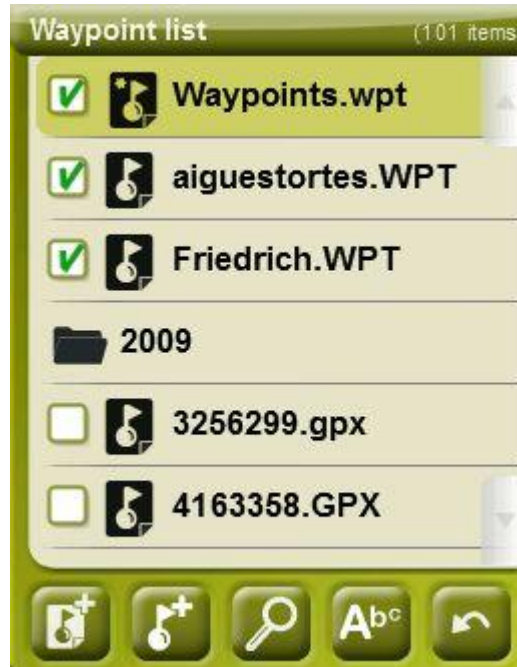 Waypoint list
(101 items
Waypoints.wpt
aiguestortes.WPT
Friedrich.WPT
2009
3256299.gpx
4163358.GPX
Abc